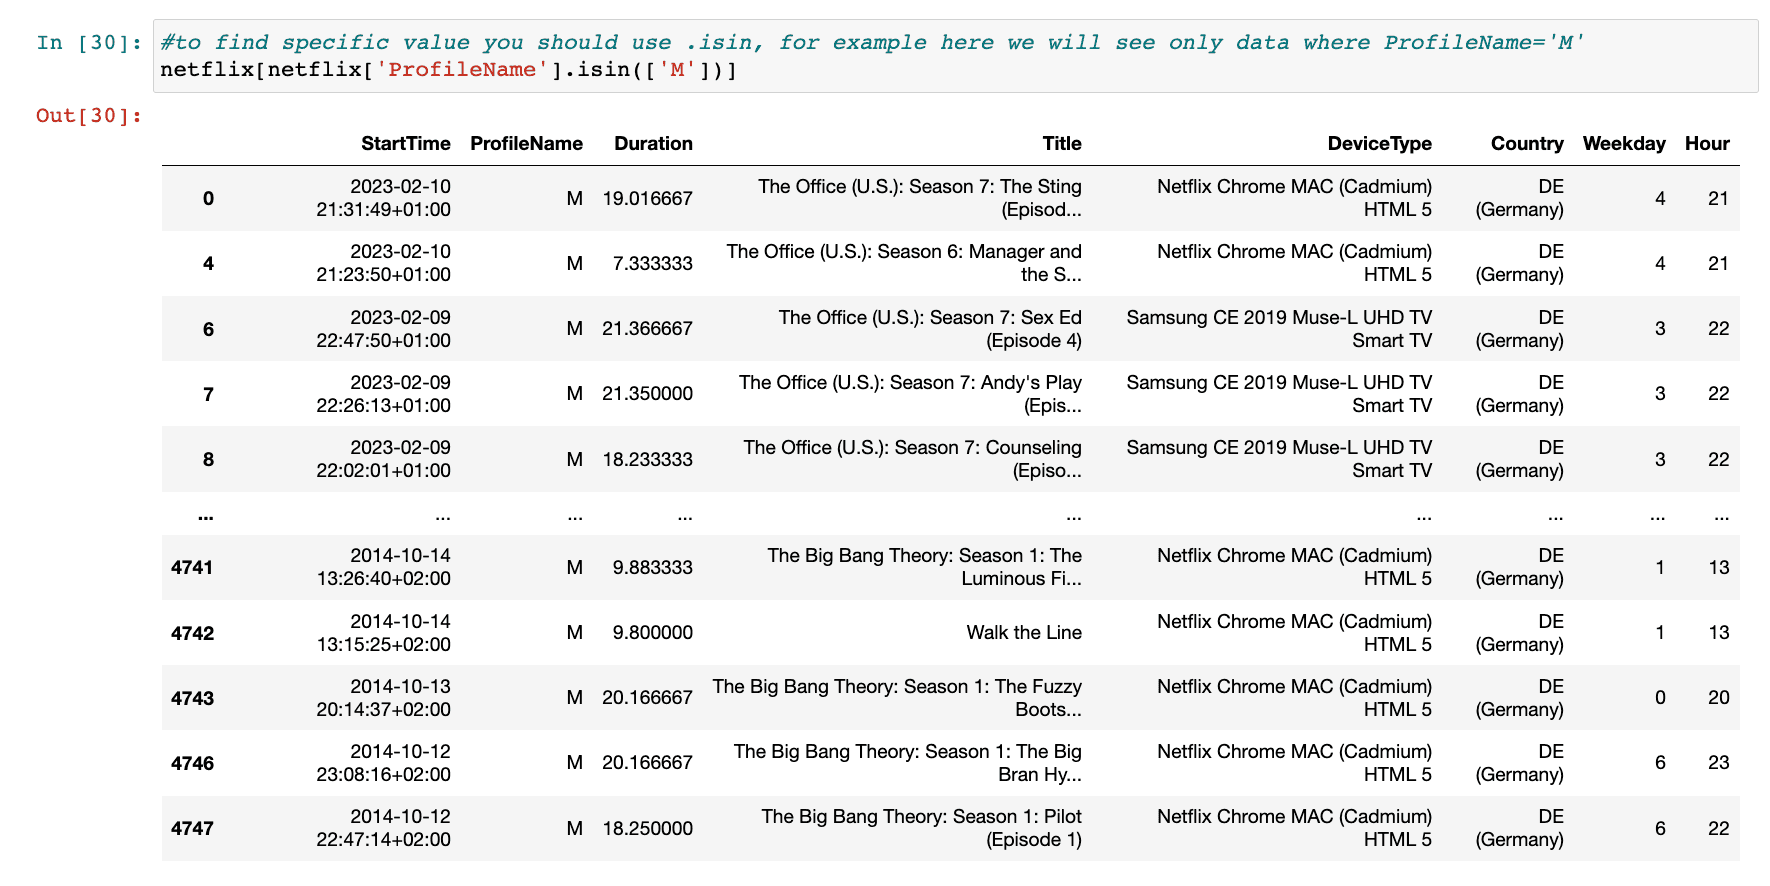 In [30]: #to find specific value you should use .isin, for example here we will see only data where ProfileName='M'
netflix[netflix['ProfileName'].isin(['M'])]
Out[30]:
StartTime ProfileName Duration Title DeviceType Country Weekday Hour
0 2023-02-10 21:31:49+01:00 M 19.016667 The Office (U.S.): Season 7: The Sting (Episod... Netflix Chrome MAC (Cadmium) HTML 5 DE (Germany) 4 21
4 2023-02-10 21:23:50+01:00 M 7.333333 The Office (U.S.): Season 6: Manager and the S... Netflix Chrome MAC (Cadmium) HTML 5 DE (Germany) 4 21
6 2023-02-09 22:47:50+01:00 M 21.366667 The Office (U.S.): Season 7: Sex Ed (Episode 4) Samsung CE 2019 Muse-L UHD TV Smart TV DE (Germany) 3 22
7 2023-02-09 22:26:13+01:00 M 21.350000 The Office (U.S.): Season 7: Andy's Play (Epis... Samsung CE 2019 Muse-L UHD TV Smart TV DE (Germany) 3 22
8 2023-02-09 22:02:01+01:00 M 18.233333 The Office (U.S.): Season 7: Counseling (Episo... Samsung CE 2019 Muse-L UHD TV Smart TV DE (Germany) 3 22
... ... ... ... ... ... ... ... ...
4741 2014-10-14 13:26:40+02:00 M 9.883333 The Big Bang Theory: Season 1: The Luminous Fi... Netflix Chrome MAC (Cadmium) HTML 5 DE (Germany) 1 13
4742 2014-10-14 13:15:25+02:00 M 9.800000 Walk the Line Netflix Chrome MAC (Cadmium) HTML 5 DE (Germany) 1 13
4743 2014-10-13 20:14:37+02:00 M 20.166667 The Big Bang Theory: Season 1: The Fuzzy Boots... Netflix Chrome MAC (Cadmium) HTML 5 DE (Germany) 0 20
4746 2014-10-12 23:08:16+02:00 M 20.166667 The Big Bang Theory: Season 1: The Big Bran Hy... Netflix Chrome MAC (Cadmium) HTML 5 DE (Germany) 6 23
4747 2014-10-12 22:47:14+02:00 M 18.250000 The Big Bang Theory: Season 1: Pilot (Episode 1) Netflix Chrome MAC (Cadmium) HTML 5 DE (Germany) 6 22